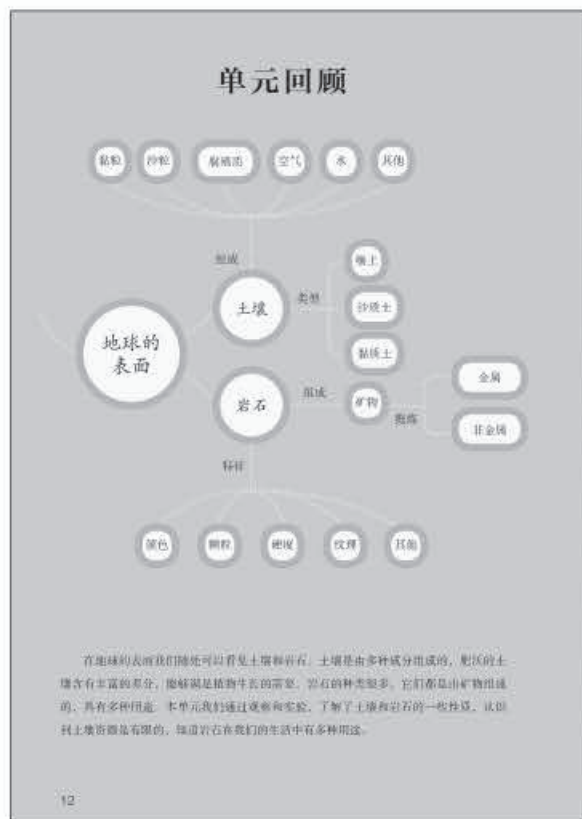 单元回顾
黏粒 沙粒 腐殖质 空气 水 其他
组成
土壤
类型
壤土
沙质土
黏质土
地球的
表面
岩石
组成
矿物
提炼
金属
非金属
特征
颜色 颗粒 硬度 纹理 其他
在地球的表面我们随处可以看见土壤和岩石。土壤是由多种成分组成的，肥沃的土
壤含有丰富的养分，能够满足植物生长的需要。岩石的种类很多，它们都是由矿物组成
的，具有多种用途。本单元我们通过观察和实验，了解了土壤和岩石的一些性质，认识
到土壤资源是有限的，知道岩石在我们的生活中有多种用途。
12